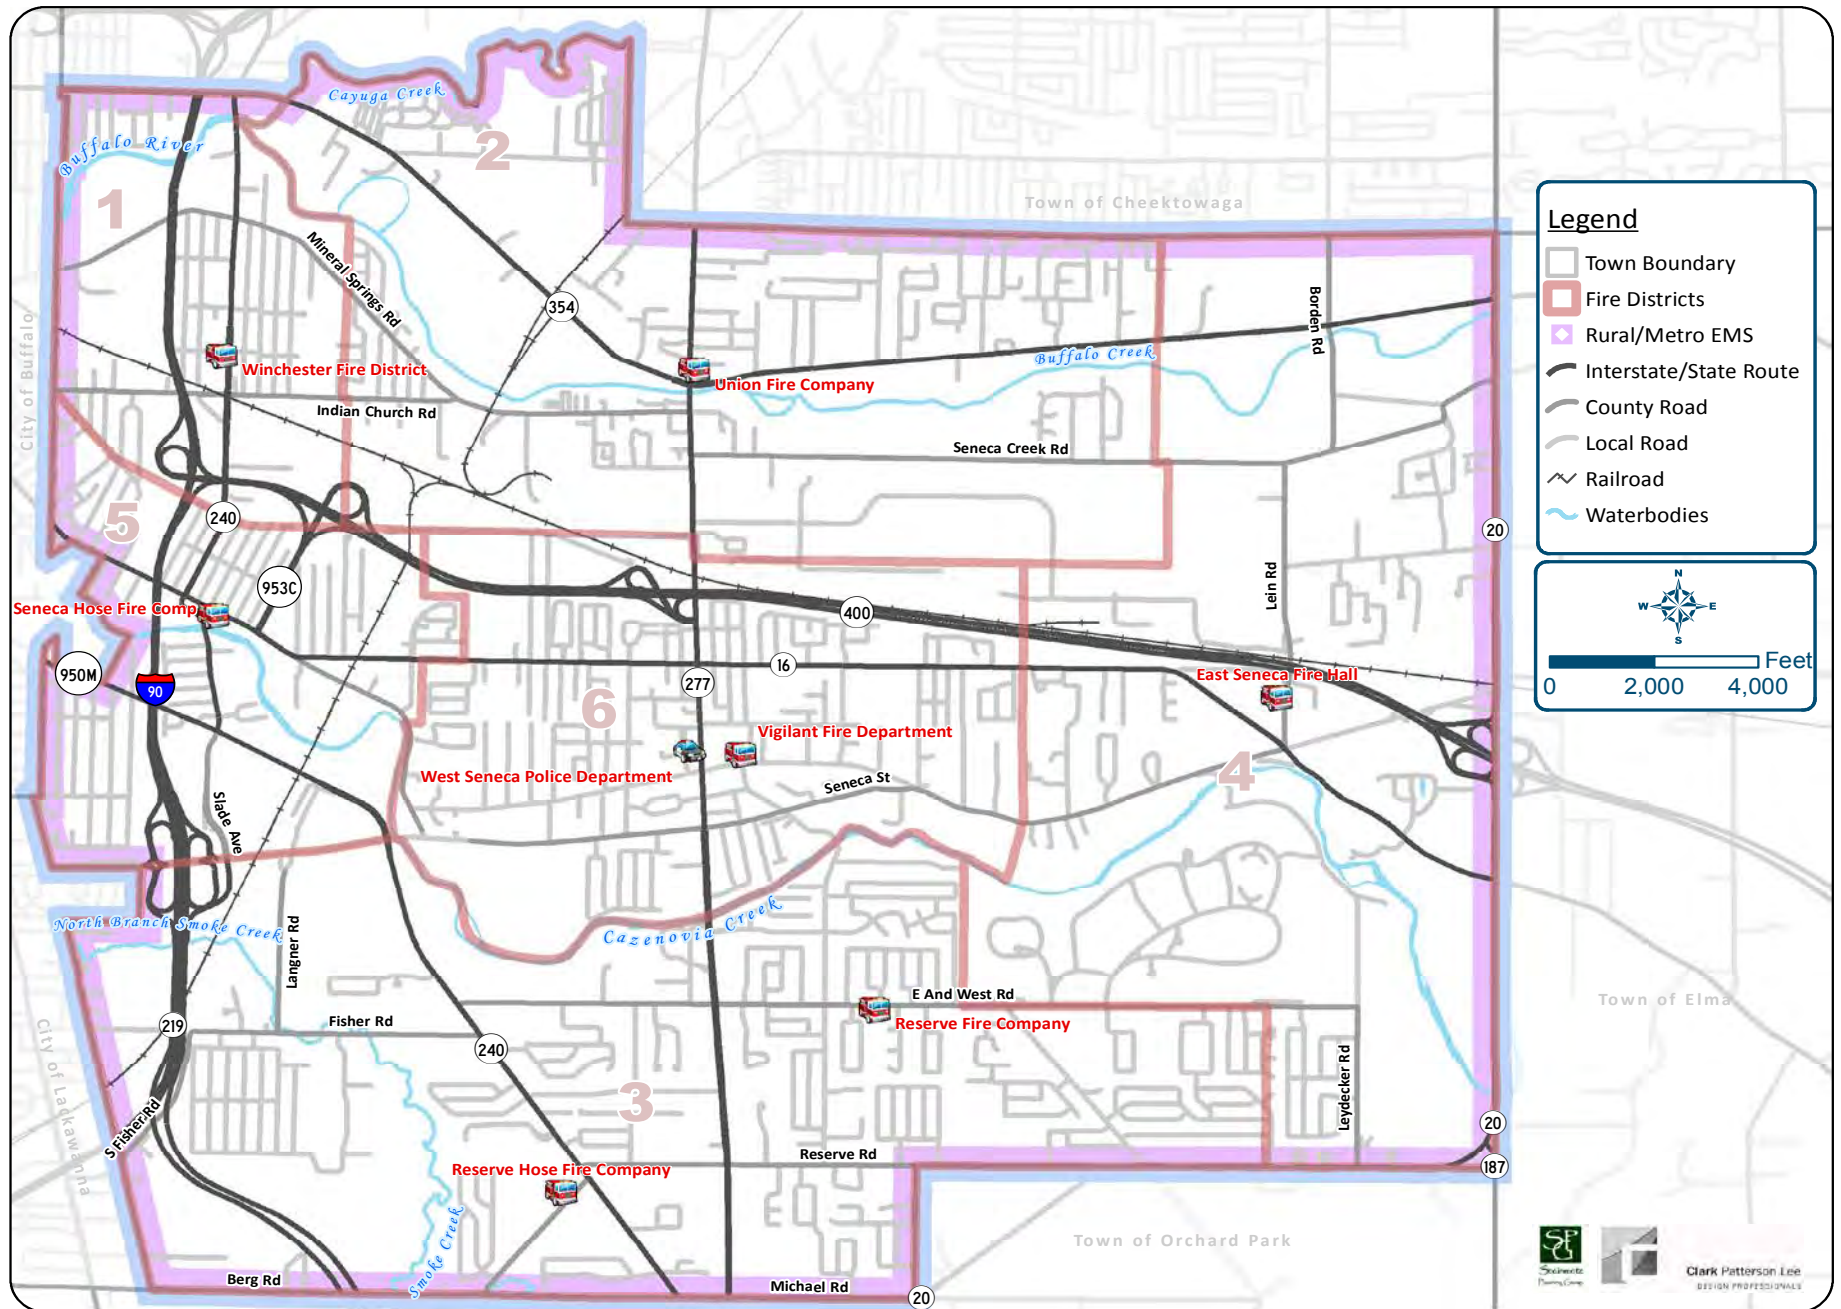 Cayuga Creek
Buffalo River
2
1
Town of Cheektowaga
Mineral Springs Rd
354
Borden Rd
City of Buffalo
Buffalo Creek
Winchester Fire District
Union Fire Company
Indian Church Rd
Seneca Creek Rd
5
240
20
953C
Lein Rd
Seneca Hose Fire Comp
400
16
950M
90
277
East Seneca Fire Hall
6
Vigilant Fire Department
West Seneca Police Department
4
Seneca St
Slade Ave
North Branch Smoke Creek
Cazenovia Creek
Langner Rd
E And West Rd
Town of Elma
219
Fisher Rd
Reserve Fire Company
240
City of Lackawanna
3
Leydecker Rd
S Fisher Rd
20
Reserve Rd
187
Reserve Hose Fire Company
Smoke Creek
Town of Orchard Park
Berg Rd
Michael Rd
20
Legend
Town Boundary
Fire Districts
Rural/Metro EMS
Interstate/State Route
County Road
Local Road
Railroad
Waterbodies
N
W E
S
Feet
0 2,000 4,000
SPG
Steinmetz
Planning Group
Clark Patterson Lee
DESIGN PROFESSIONALS